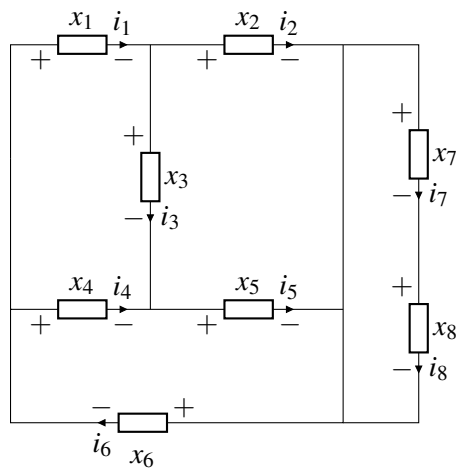 x1 i1 x2 i2
+ − + −
+ +
x3 x7
− i3 − i7
x4 i4 x5 i5 +
+ − + − x8
− + − i8
i6 x6